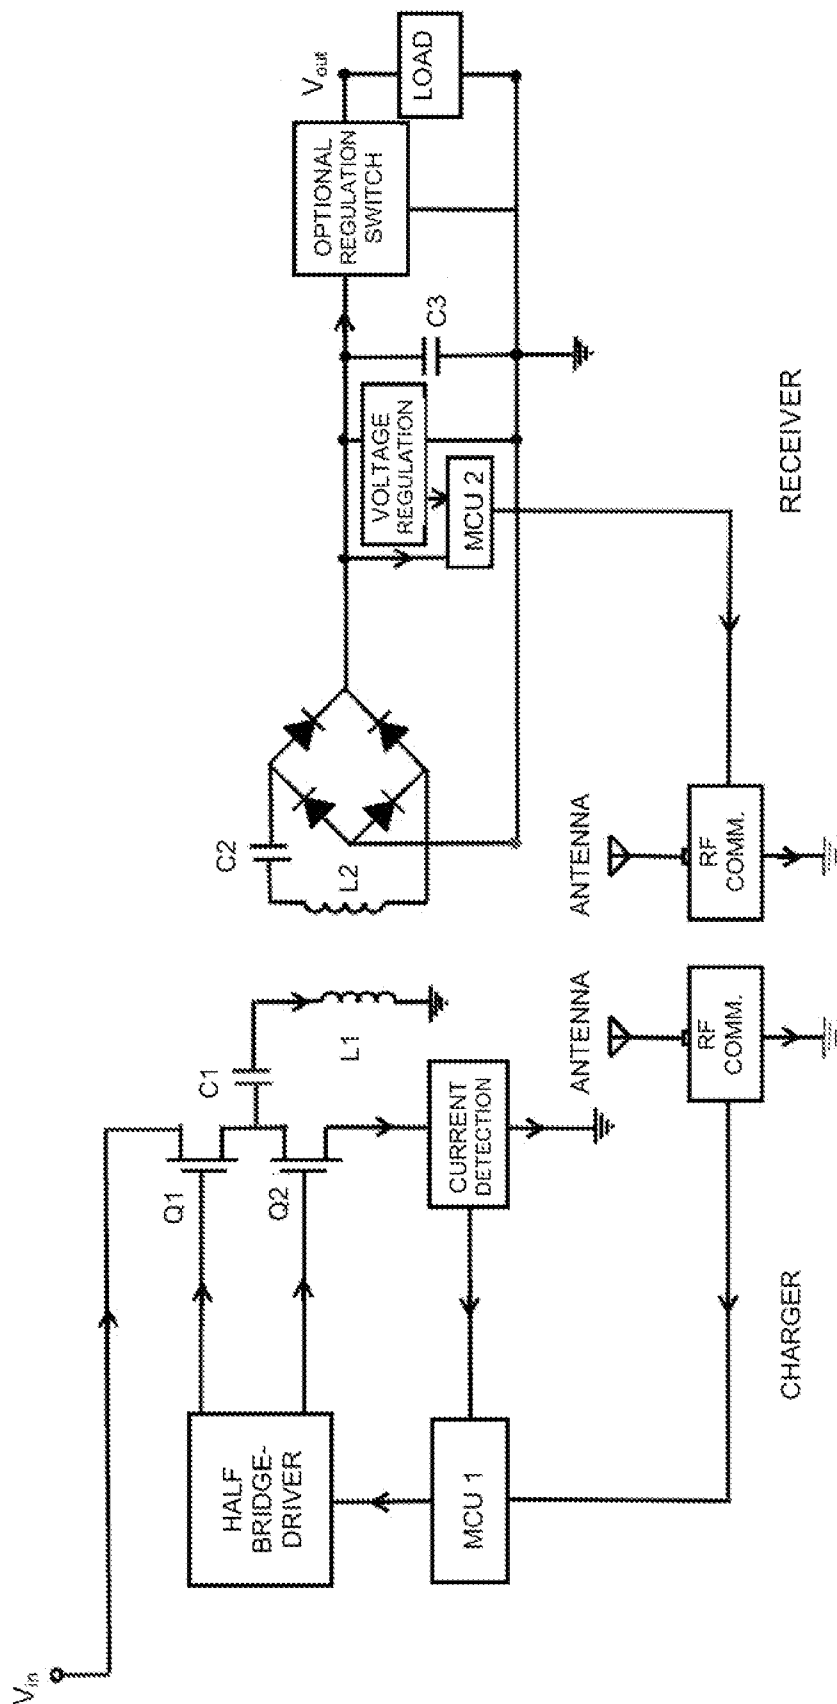 Vin
HALF
BRIDGE-
DRIVER
Q1
Q2
C1
L1
MCU 1
CURRENT
DETECTION
CHARGER
ANTENNA
RF
COMM.
C2
L2
ANTENNA
RF
COMM.
VOLTAGE
REGULATION
MCU 2
C3
OPTIONAL
REGULATION
SWITCH
Vout
LOAD
RECEIVER